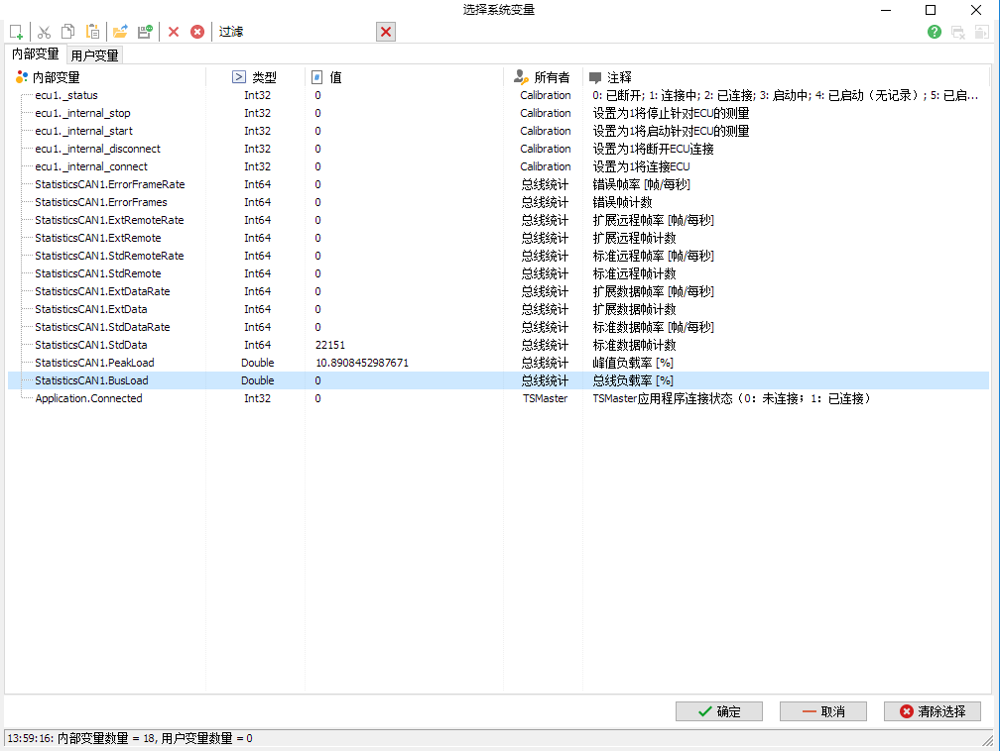 选择系统变量
过滤
内部变量 用户变量
内部变量 类型 值 所有者 注释
ecu1._status Int32 0 Calibration 0: 已断开; 1: 连接中; 2: 已连接; 3: 启动中; 4: 已启动（无记录）; 5: 已启...
ecu1._internal_stop Int32 0 Calibration 设置为1将停止针对ECU的测量
ecu1._internal_start Int32 0 Calibration 设置为1将启动针对ECU的测量
ecu1._internal_disconnect Int32 0 Calibration 设置为1将断开ECU连接
ecu1._internal_connect Int32 0 Calibration 设置为1将连接ECU
StatisticsCAN1.ErrorFrameRate Int64 0 总线统计 错误帧率 [帧/每秒]
StatisticsCAN1.ErrorFrames Int64 0 总线统计 错误帧计数
StatisticsCAN1.ExtRemoteRate Int64 0 总线统计 扩展远程帧率 [帧/每秒]
StatisticsCAN1.ExtRemote Int64 0 总线统计 扩展远程帧计数
StatisticsCAN1.StdRemoteRate Int64 0 总线统计 标准远程帧率 [帧/每秒]
StatisticsCAN1.StdRemote Int64 0 总线统计 标准远程帧计数
StatisticsCAN1.ExtDataRate Int64 0 总线统计 扩展数据帧率 [帧/每秒]
StatisticsCAN1.ExtData Int64 0 总线统计 扩展数据帧计数
StatisticsCAN1.StdDataRate Int64 0 总线统计 标准数据帧率 [帧/每秒]
StatisticsCAN1.StdData Int64 22151 总线统计 标准数据帧计数
StatisticsCAN1.PeakLoad Double 10.8908452987671 总线统计 峰值负载率 [%]
StatisticsCAN1.BusLoad Double 0 总线统计 总线负载率 [%]
Application.Connected Int32 0 TSMaster TSMaster应用程序连接状态（0：未连接；1：已连接）
确定 取消 清除选择
13:59:16: 内部变量数量 = 18, 用户变量数量 = 0